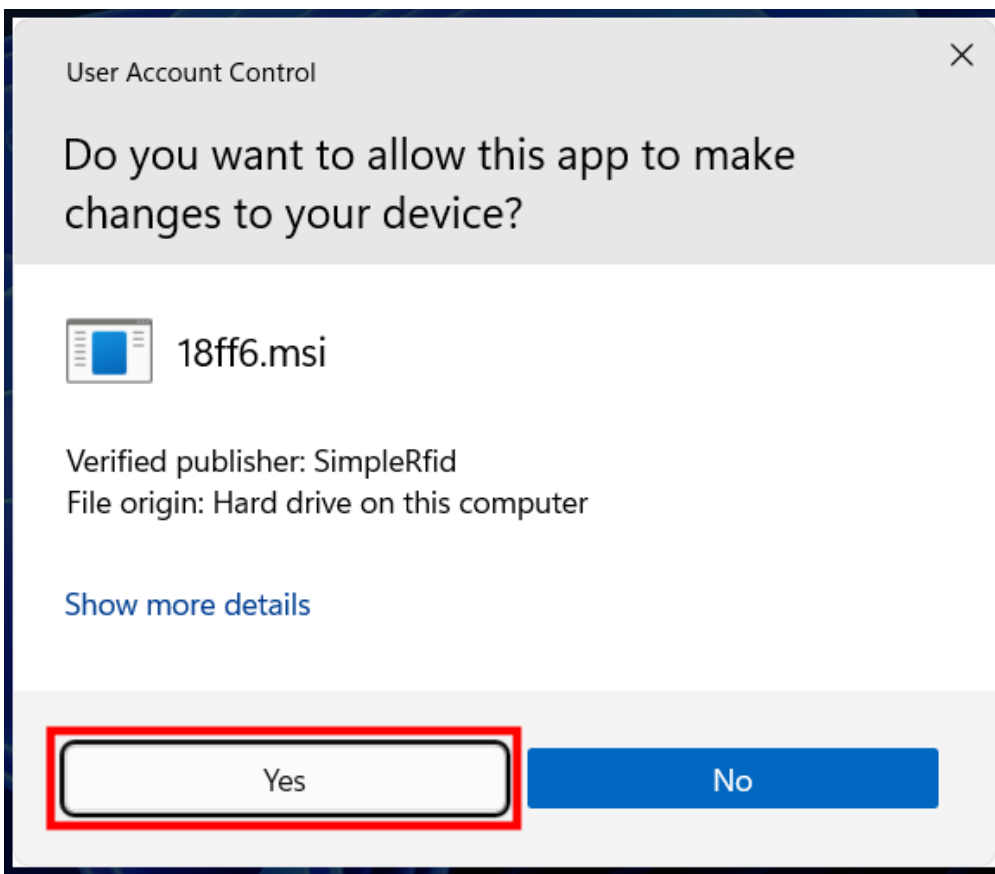 User Account Control
Do you want to allow this app to make
changes to your device?
18ff6.msi
Verified publisher: SimpleRfid
File origin: Hard drive on this computer
Show more details
Yes
No